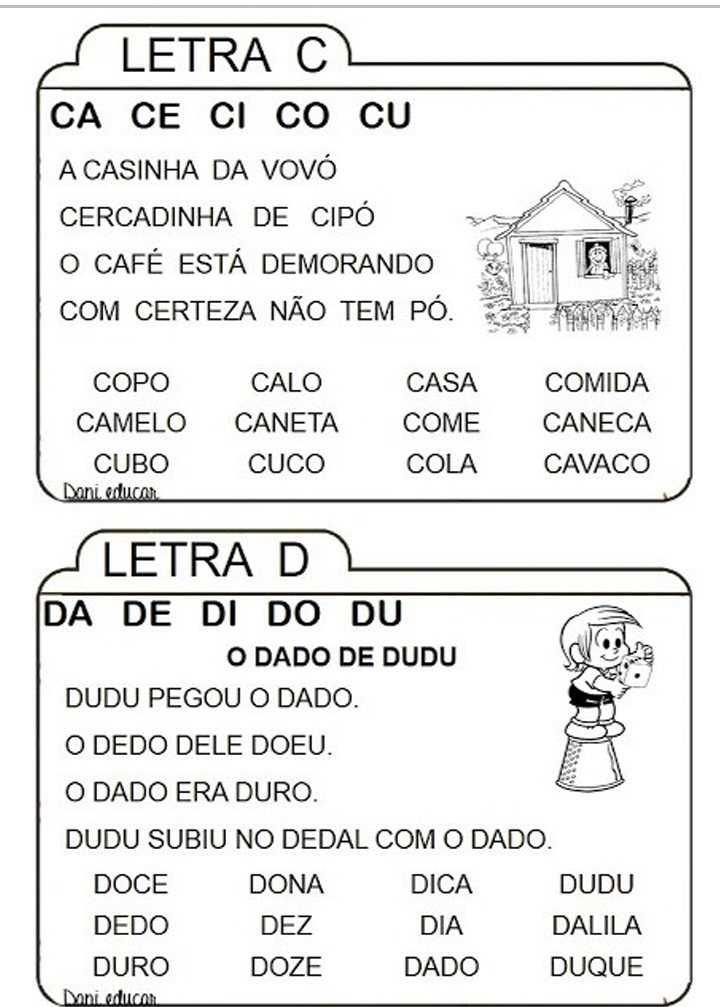 LETRA C
CA CE CI CO CU
A CASINHA DA VOVÓ
CERCADINHA DE CIPÓ
O CAFÉ ESTÁ DEMORANDO
COM CERTEZA NÃO TEM PÓ.
COPO CALO CASA COMIDA
CAMELO CANETA COME CANECA
CUBO CUCO COLA CAVACO
Dani educar
LETRA D
DA DE DI DO DU
O DADO DE DUDU
DUDU PEGOU O DADO.
O DEDO DELE DOEU.
O DADO ERA DURO.
DUDU SUBIU NO DEDAL COM O DADO.
DOCE DONA DICA DUDU
DEDO DEZ DIA DALILA
DURO DOZE DADO DUQUE
Dani educar